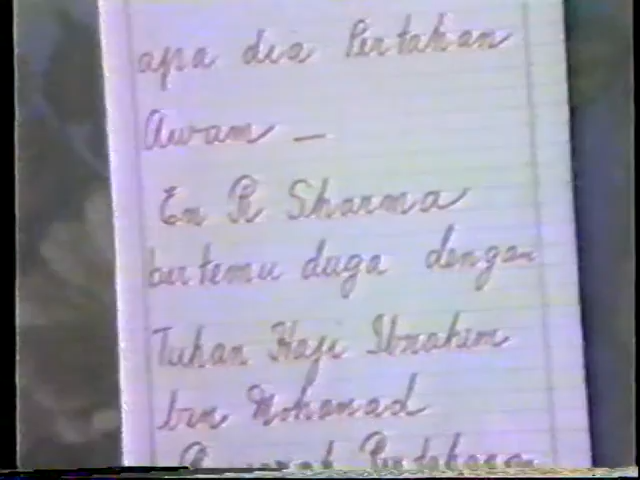 apa dia Pertahan
Awam —
En R Sharma
bertemu duga dengan
Tuhan Haji Ibrahim
bin Mohamad